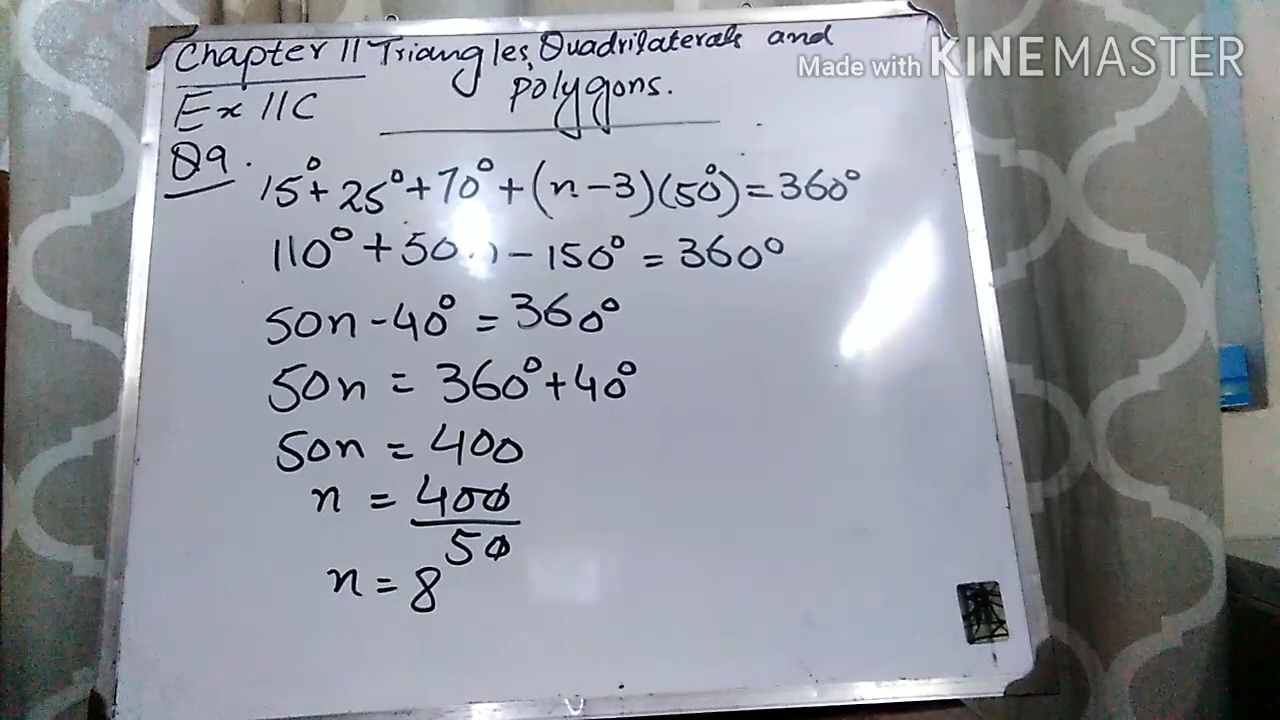 Chapter 11 Triangles, Quadrilaterals and
polygons.
Made with KINEMASTER
Ex 11C
Q9.
15° + 25° + 70° + (n - 3)(50°) = 360°
110° + 50n - 150° = 360°
50n - 40° = 360°
50n = 360° + 40°
50n = 400
n = 400/50
n = 8